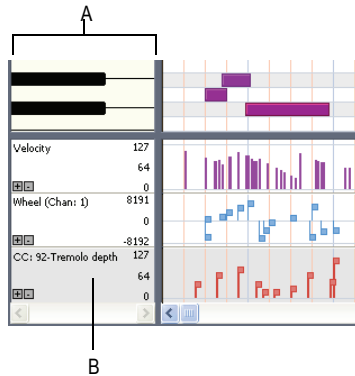 A
Velocity 127
64
0
Wheel (Chan: 1) 8191
0
-8192
CC: 92-Tremolo depth 127
64
0
B